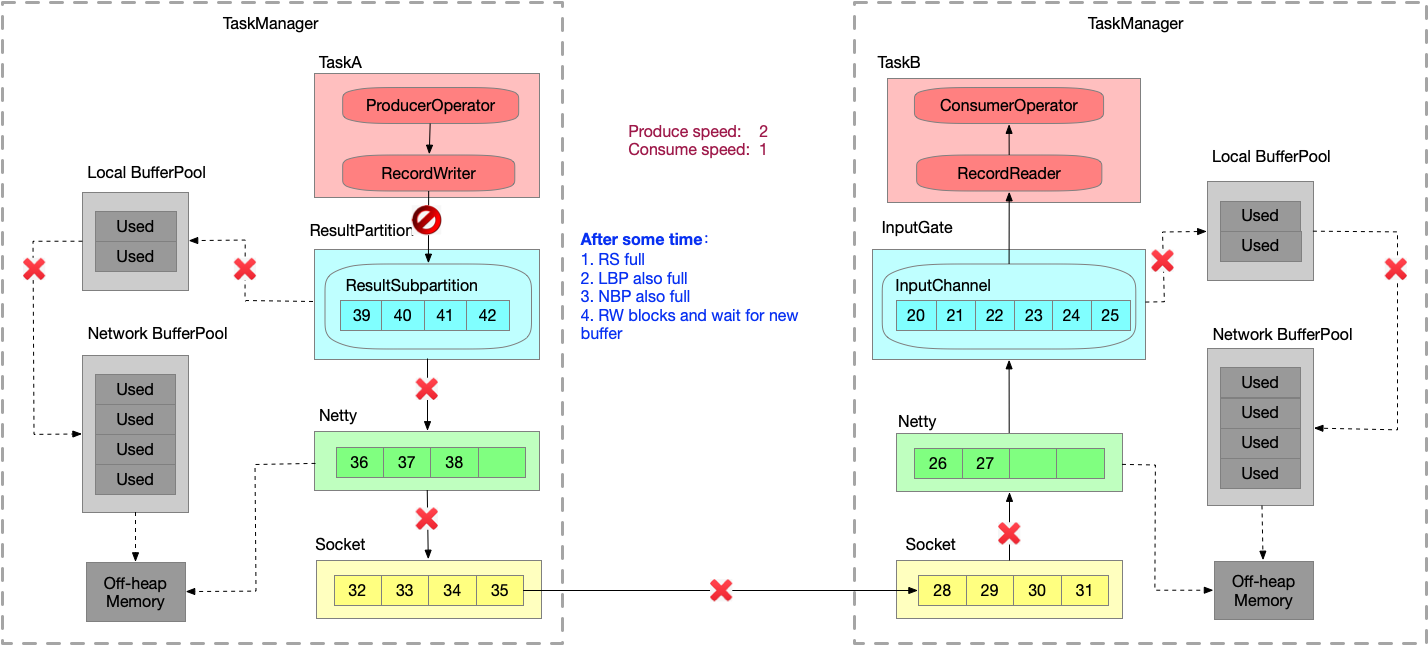 TaskManager
TaskA
ProducerOperator
RecordWriter
Local BufferPool
Used
Used
ResultPartition
ResultSubpartition
39 40 41 42
Network BufferPool
Used
Used
Used
Used
Netty
36 37 38
Socket
32 33 34 35
Off-heap
Memory
Produce speed: 2
Consume speed: 1
After some time:
1. RS full
2. LBP also full
3. NBP also full
4. RW blocks and wait for new
buffer
TaskManager
TaskB
ConsumerOperator
RecordReader
Local BufferPool
Used
Used
InputGate
InputChannel
20 21 22 23 24 25
Network BufferPool
Used
Used
Used
Used
Netty
26 27
Socket
28 29 30 31
Off-heap
Memory